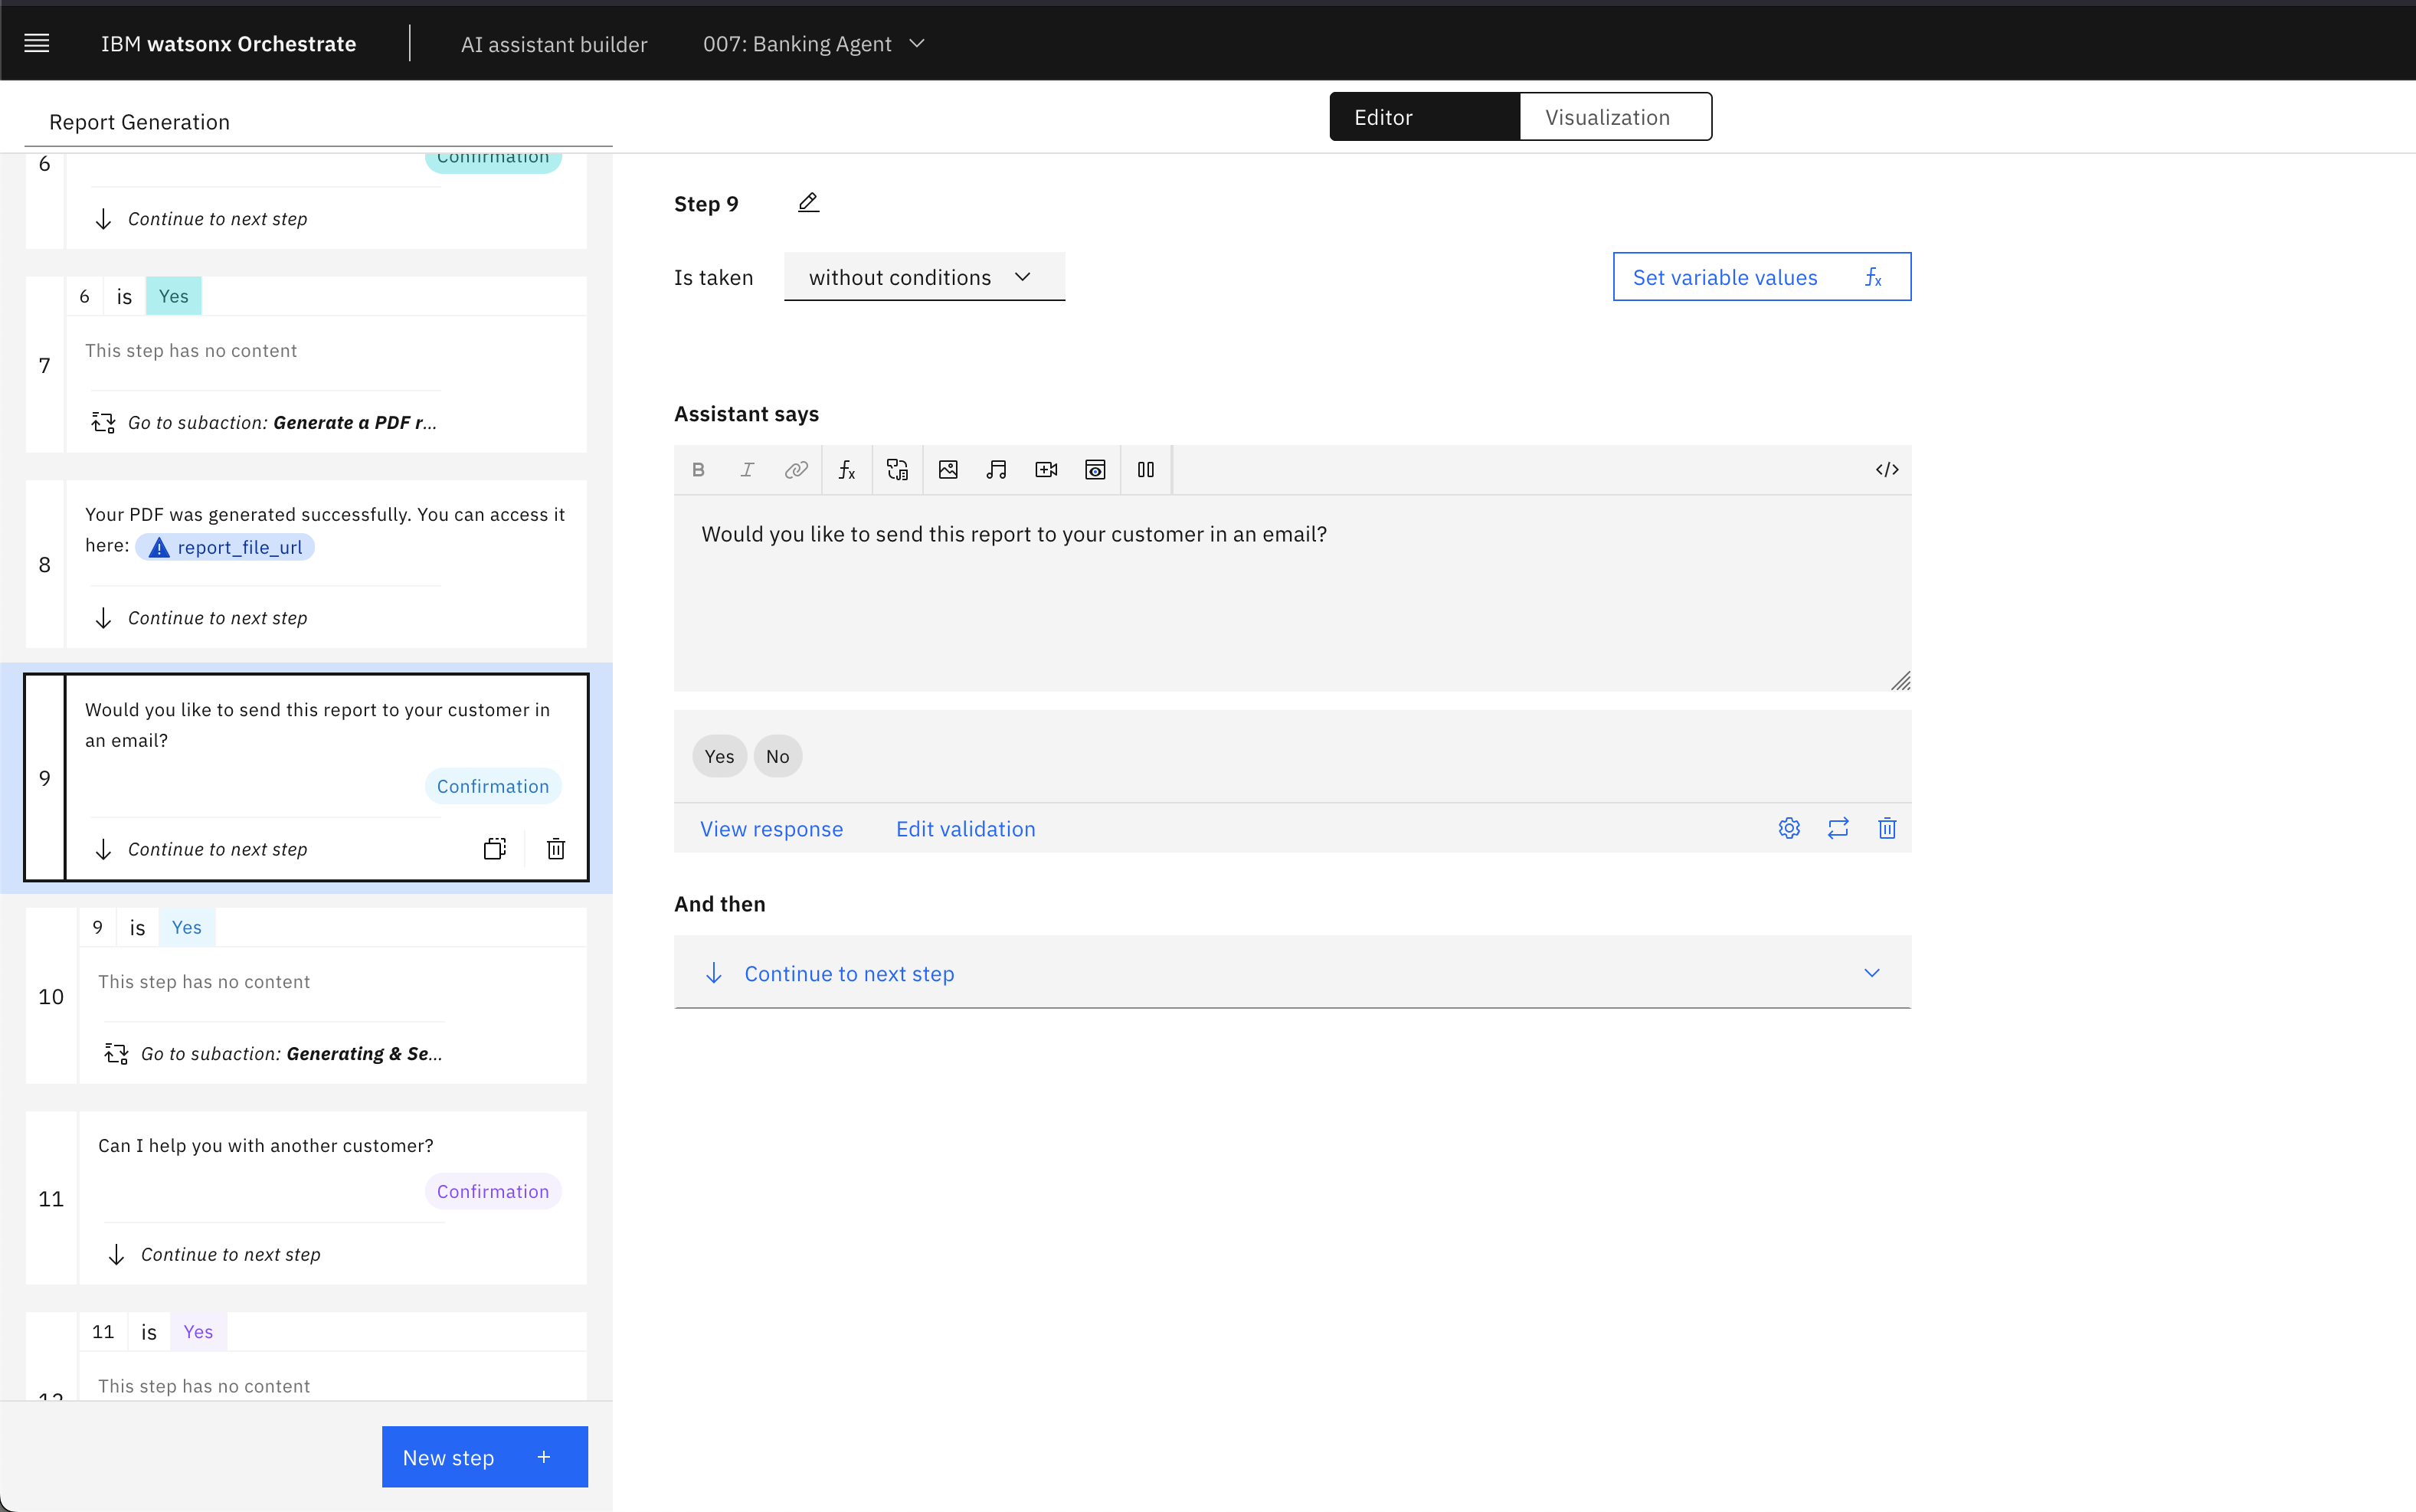 IBM watsonx Orchestrate
AI assistant builder
007: Banking Agent
Report Generation
Editor
Visualization
6
Confirmation
Continue to next step
6 is Yes
7
This step has no content
Go to subaction: Generate a PDF r...
8
Your PDF was generated successfully. You can access it
here: report_file_url
Continue to next step
9
Would you like to send this report to your customer in
an email?
Confirmation
Continue to next step
9 is Yes
10
This step has no content
Go to subaction: Generating & Se...
11
Can I help you with another customer?
Confirmation
Continue to next step
11 is Yes
12
This step has no content
New step +
Step 9
Is taken
without conditions
Set variable values fx
Assistant says
B I fx </>
Would you like to send this report to your customer in an email?
Yes No
View response
Edit validation
And then
Continue to next step